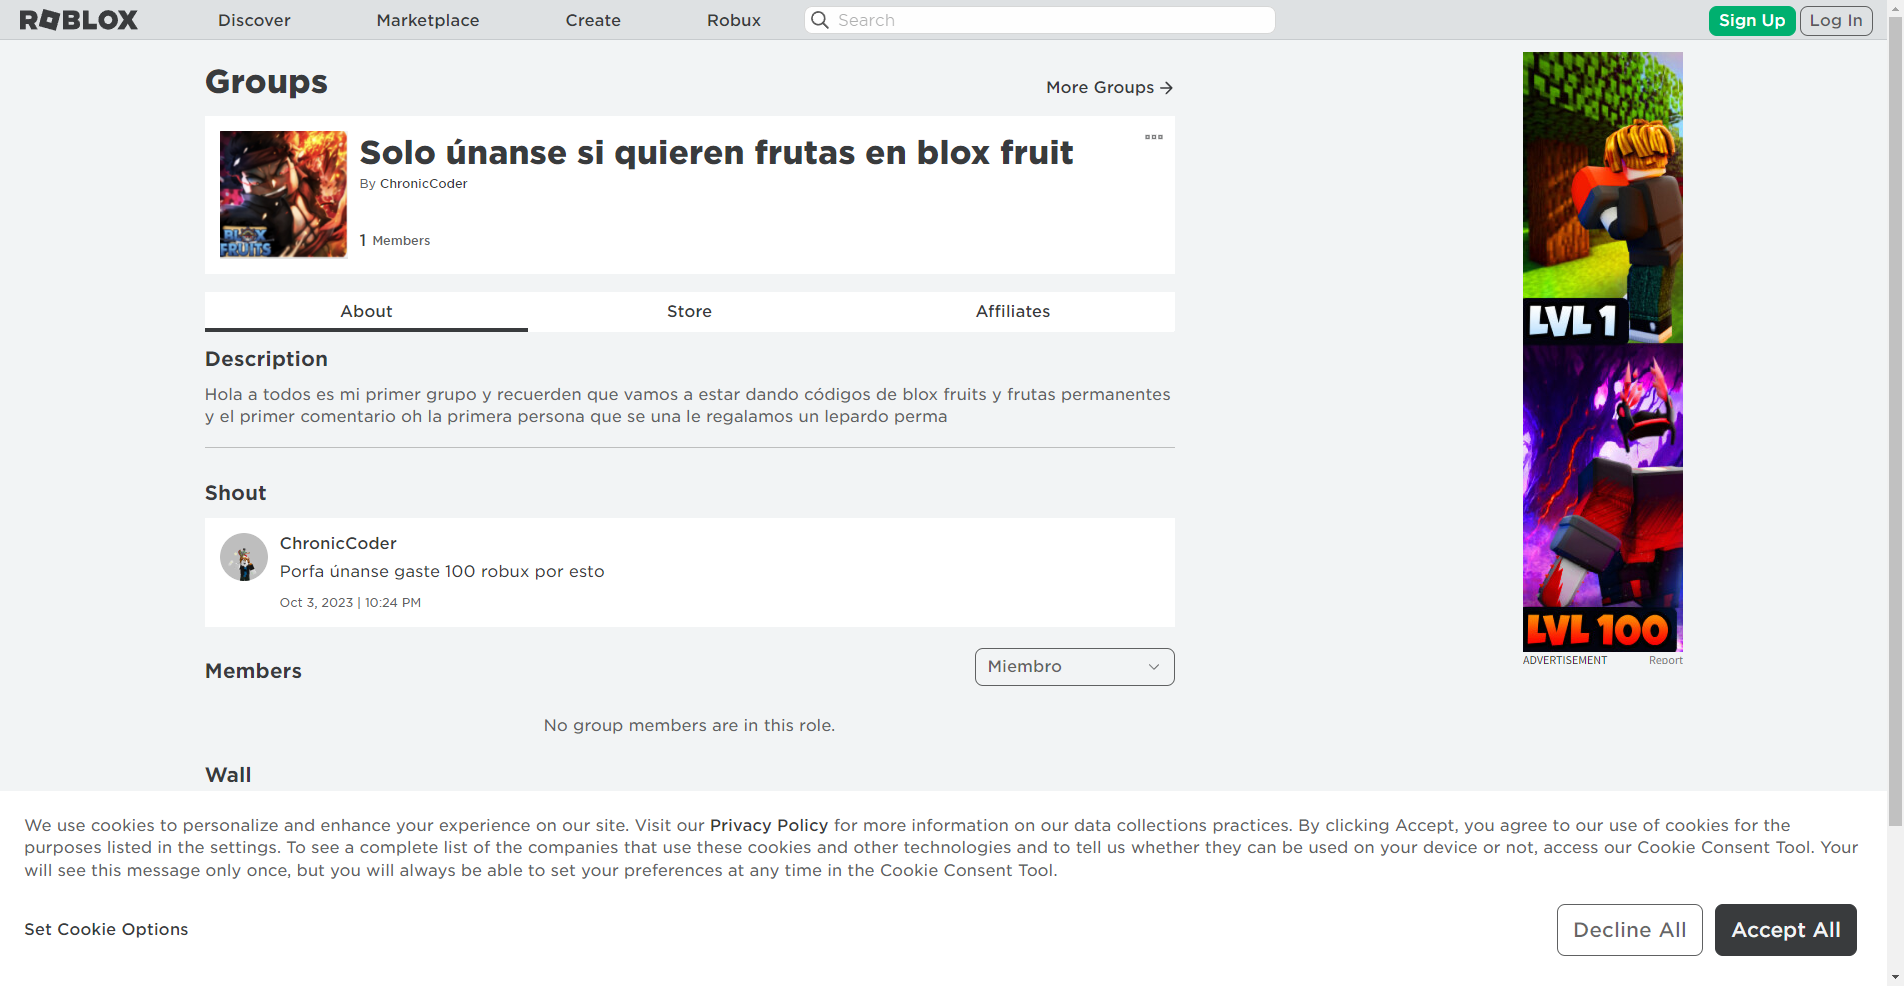 ROBLOX
Discover
Marketplace
Create
Robux
Search
Sign Up
Log In
Groups
More Groups
Solo únanse si quieren frutas en blox fruit
By ChronicCoder
1 Members
BLOX
FRUITS
About
Store
Affiliates
Description
Hola a todos es mi primer grupo y recuerden que vamos a estar dando códigos de blox fruits y frutas permanentes
y el primer comentario oh la primera persona que se una le regalamos un lepardo perma
Shout
ChronicCoder
Porfa únanse gaste 100 robux por esto
Oct 3, 2023 | 10:24 PM
LVL 1
LVL 100
ADVERTISEMENT
Report
Members
Miembro
No group members are in this role.
Wall
We use cookies to personalize and enhance your experience on our site. Visit our Privacy Policy for more information on our data collections practices. By clicking Accept, you agree to our use of cookies for the
purposes listed in the settings. To see a complete list of the companies that use these cookies and other technologies and to tell us whether they can be used on your device or not, access our Cookie Consent Tool. Your
will see this message only once, but you will always be able to set your preferences at any time in the Cookie Consent Tool.
Set Cookie Options
Decline All
Accept All